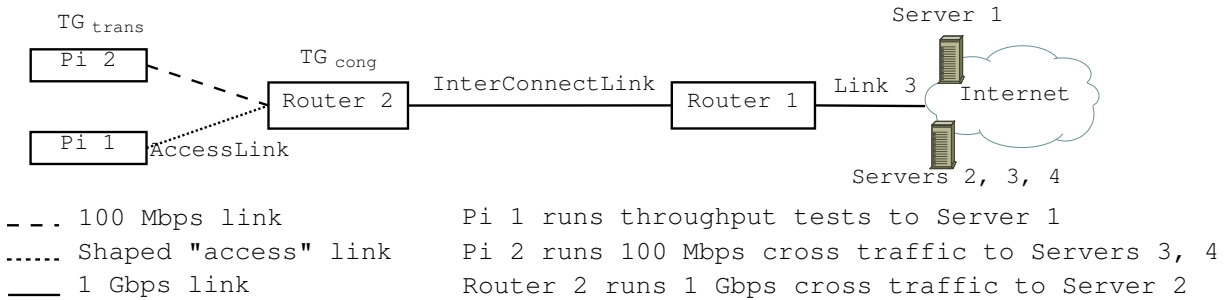 Server 1
TG trans
Pi 2
TG cong
InterConnectLink
Router 2
Router 1
Link 3
Internet
Pi 1
AccessLink
Servers 2, 3, 4
100 Mbps link
Pi 1 runs throughput tests to Server 1
Shaped "access" link
Pi 2 runs 100 Mbps cross traffic to Servers 3, 4
1 Gbps link
Router 2 runs 1 Gbps cross traffic to Server 2